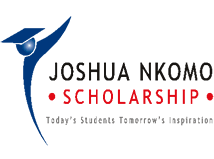 JOSHUA NKOMO
• SCHOLARSHIP •
Today's Students Tomorrow's Inspiration